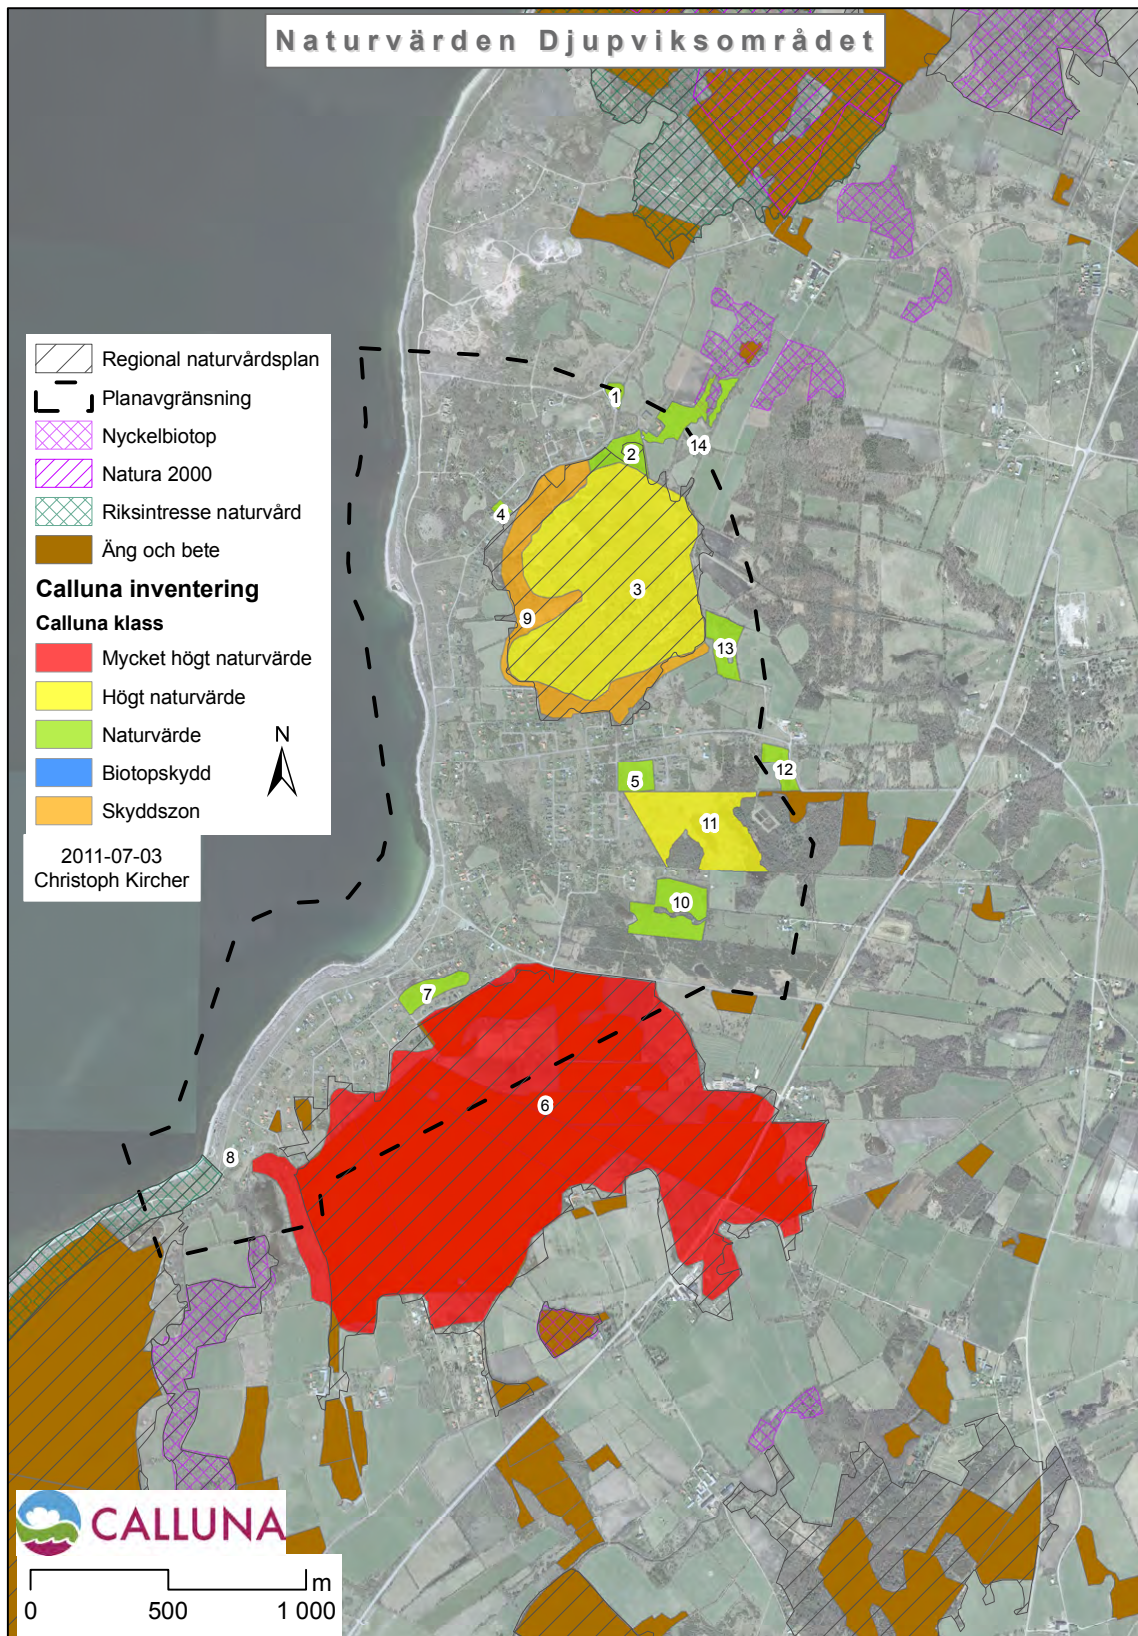 Naturvärden Djupviksområdet
Regional naturvårdsplan
Planavgränsning
Nyckelbiotop
Natura 2000
Riksintresse naturvård
Äng och bete
Calluna inventering
Calluna klass
Mycket högt naturvärde
Högt naturvärde
Naturvärde
Biotopskydd
Skyddszon
N
2011-07-03
Christoph Kircher
1
14
2
4
3
9
13
12
5
11
10
7
6
8
CALLUNA
m
0 500 1 000